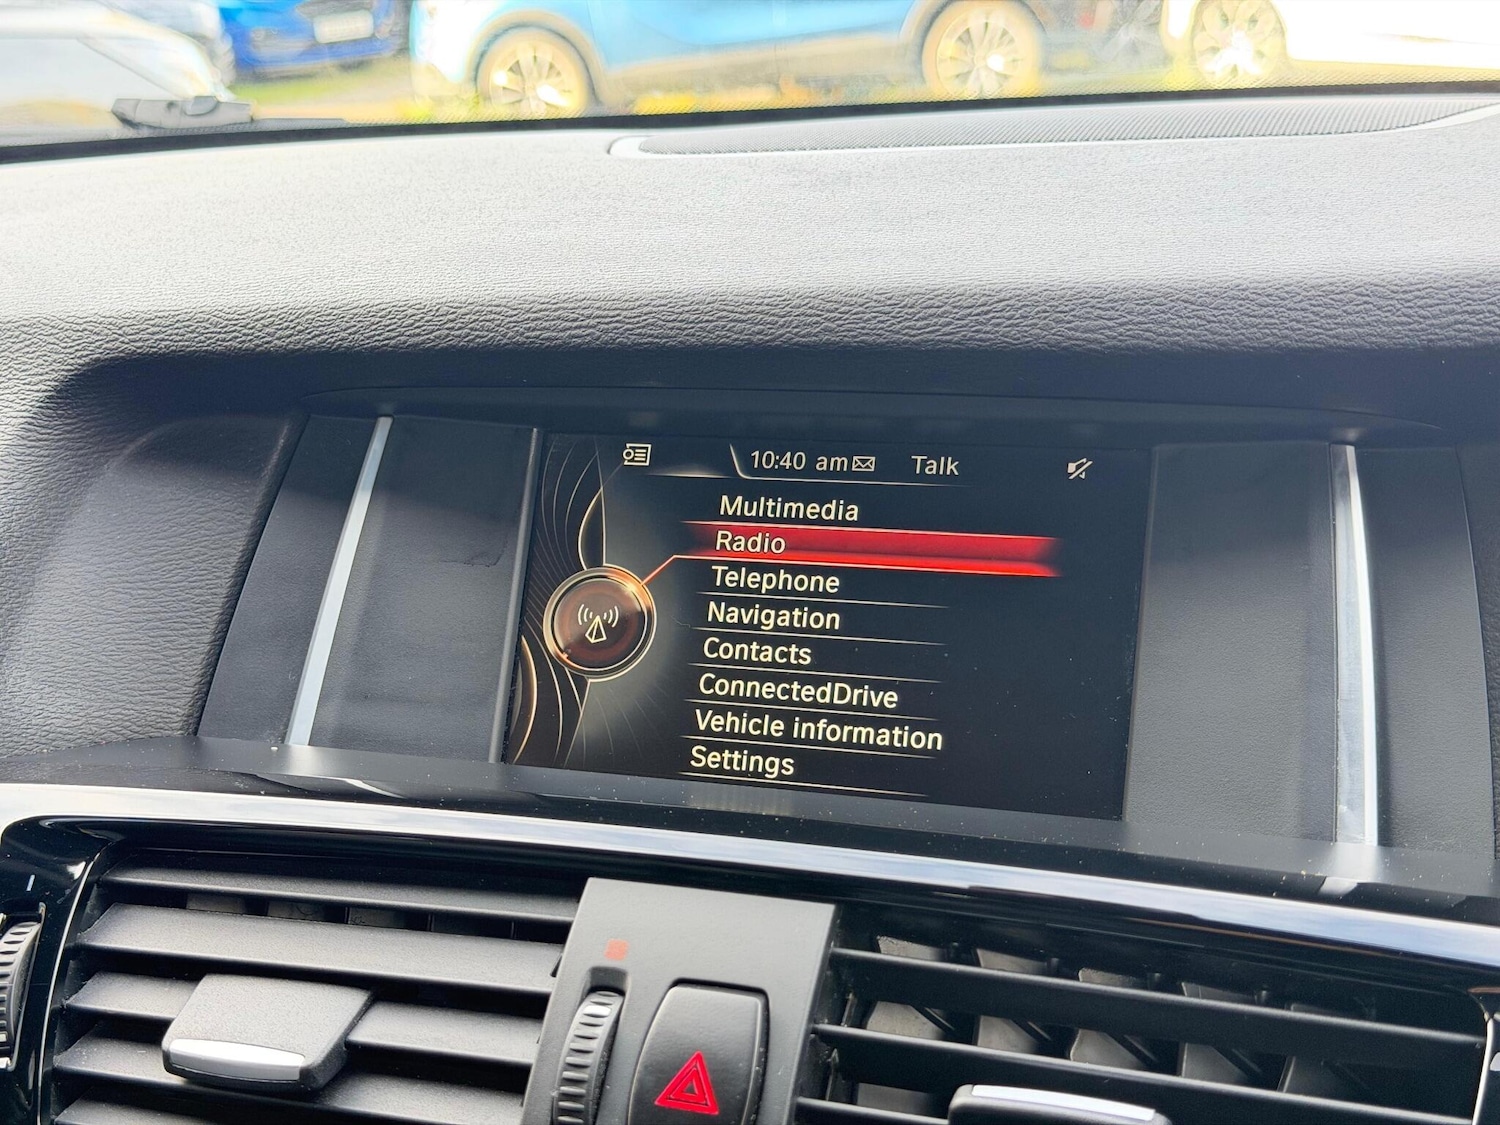 10:40 am Talk
Multimedia
Radio
Telephone
Navigation
Contacts
ConnectedDrive
Vehicle information
Settings